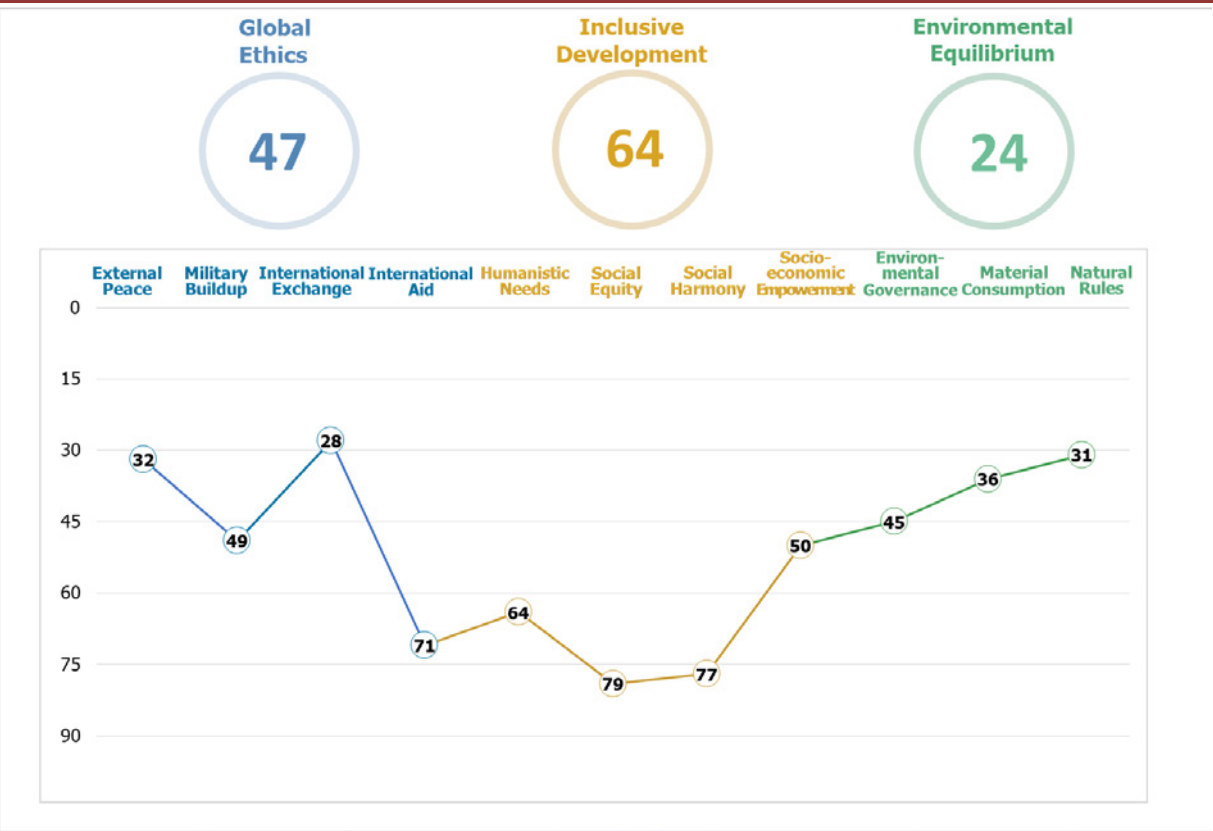 Global
Ethics
47
Inclusive
Development
64
Environmental
Equilibrium
24
External
Peace
Military
Buildup
International
Exchange
International
Aid
Humanistic
Needs
Social
Equity
Social
Harmony
Socio-
economic
Empowerment
Environ-
mental
Governance
Material
Consumption
Natural
Rules
0
15
30
45
60
75
90
32
49
28
71
64
79
77
50
45
36
31